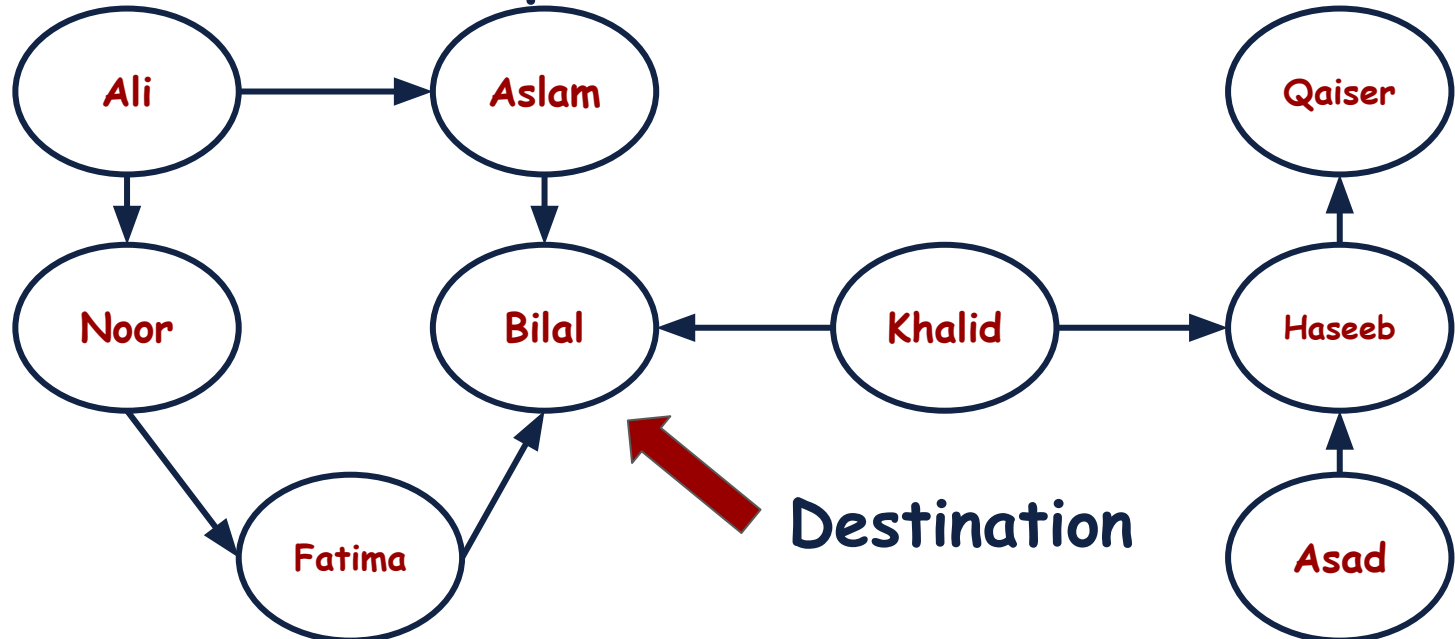 Ali
Aslam
Qaiser
Noor
Bilal
Khalid
Haseeb
Destination
Fatima
Asad